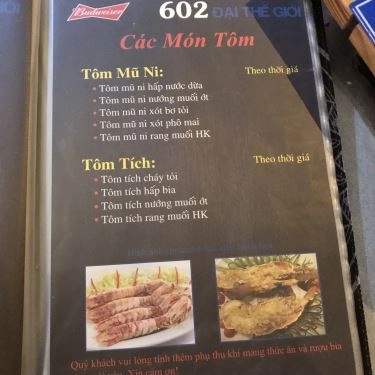 Budweiser
602 ĐẠI THẾ GIỚI
Các Món Tôm
Tôm Mũ Ni: Theo thời giá
• Tôm mũ ni hấp nước dừa
• Tôm mũ ni nướng muối ớt
• Tôm mũ ni xót bơ tỏi
• Tôm mũ ni xót phô mai
• Tôm mũ ni rang muối HK
Tôm Tích: Theo thời giá
• Tôm tích cháy tỏi
• Tôm tích hấp bia
• Tôm tích nướng muối ớt
• Tôm tích rang muối HK
Quý khách vui lòng tính thêm phụ thu khi mang thức ăn và rượu bia
Xin cảm ơn!